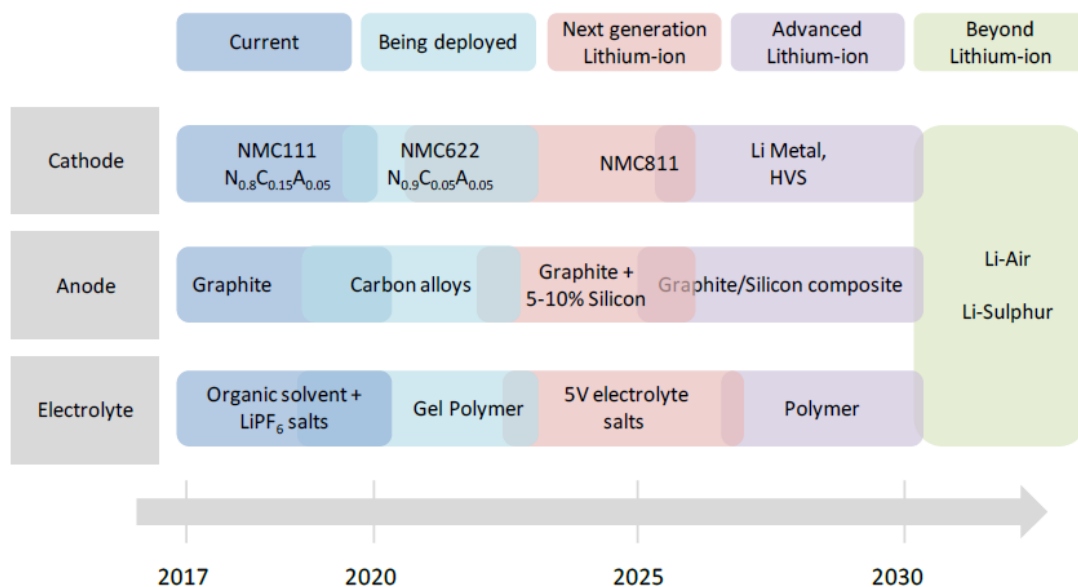 Current
Being deployed
Next generation
Lithium-ion
Advanced
Lithium-ion
Beyond
Lithium-ion
Cathode
NMC111
N₀.₈C₀.₁₅A₀.₀₅
NMC622
N₀.₉C₀.₀₅A₀.₀₅
NMC811
Li Metal,
HVS
Anode
Graphite
Carbon alloys
Graphite +
5-10% Silicon
Graphite/Silicon composite
Li-Air
Li-Sulphur
Electrolyte
Organic solvent +
LiPF₆ salts
Gel Polymer
5V electrolyte
salts
Polymer
2017
2020
2025
2030